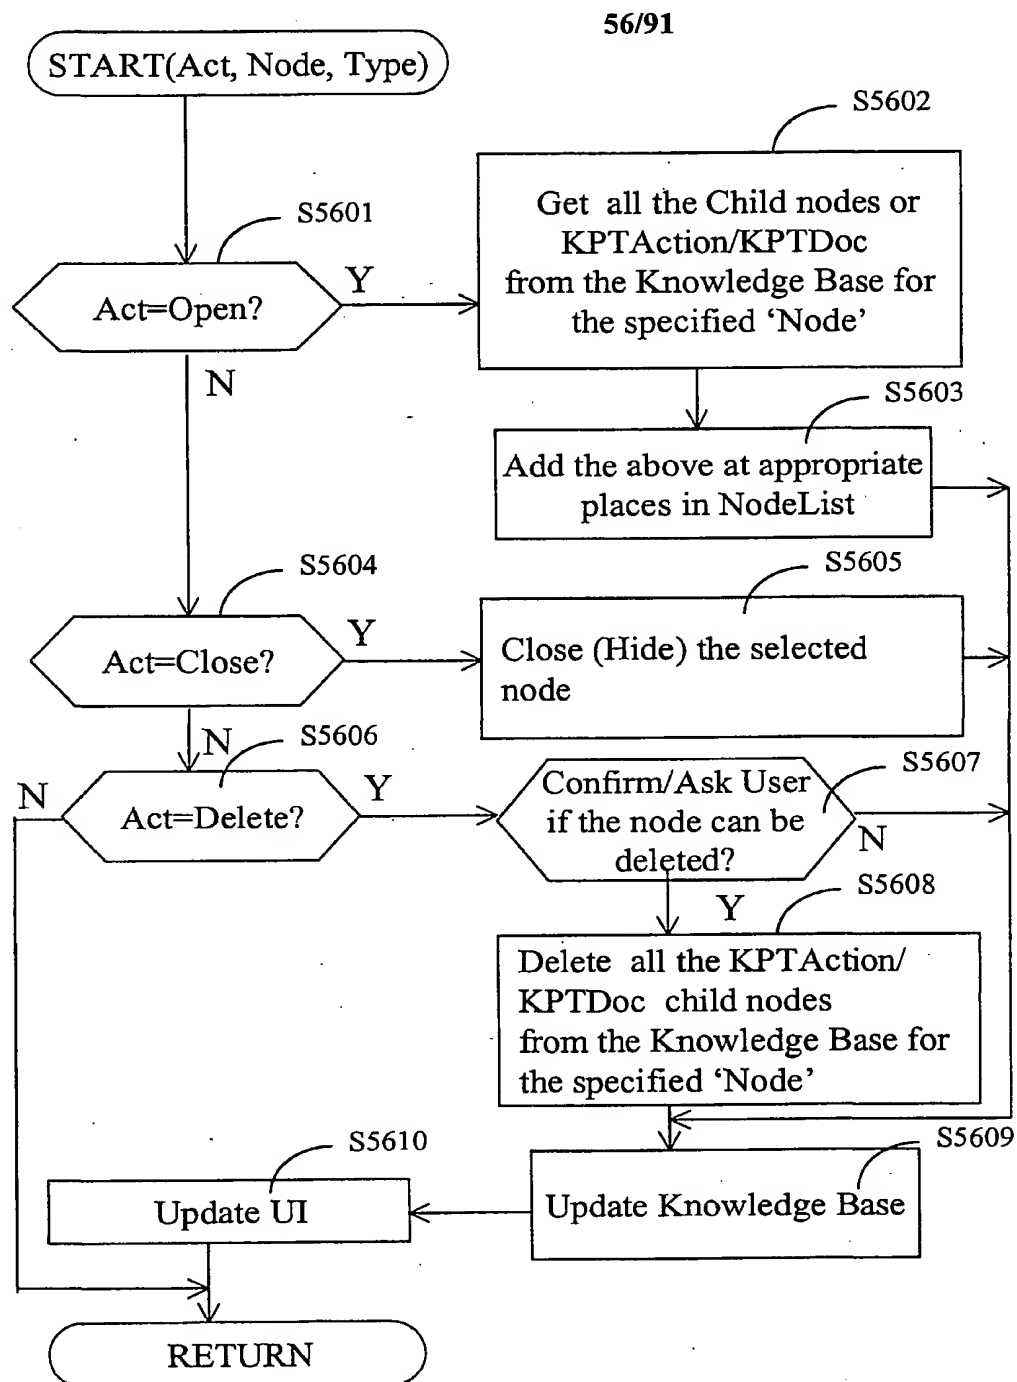 56/91
START(Act, Node, Type)
S5602
Get all the Child nodes or
KPTAction/KPTDoc
from the Knowledge Base for
the specified ‘Node’
S5601
Act=Open?
Y
N
S5603
Add the above at appropriate
places in NodeList
S5604
Act=Close?
Y
N
S5605
Close (Hide) the selected
node
S5606
Act=Delete?
N
Y
S5607
Confirm/Ask User
if the node can be
deleted?
N
Y
S5608
Delete all the KPTAction/
KPTDoc child nodes
from the Knowledge Base for
the specified ‘Node’
S5609
Update Knowledge Base
S5610
Update UI
RETURN